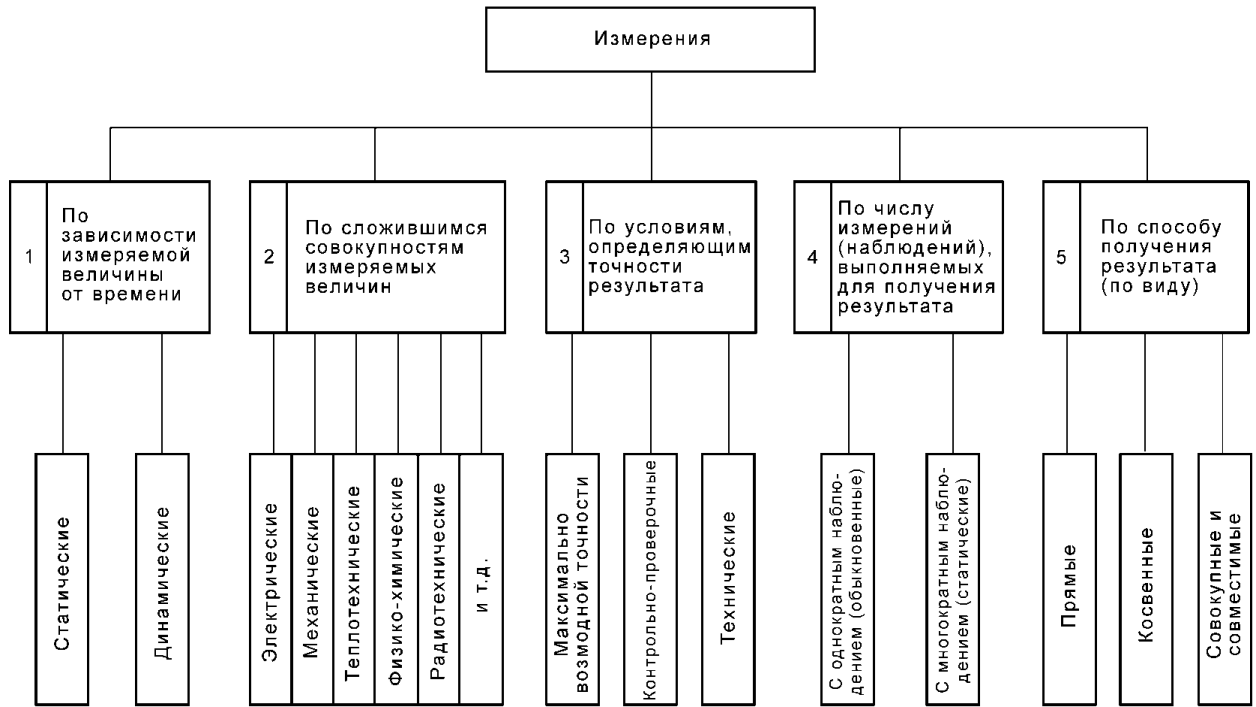 Измерения
1
По
зависимости
измеряемой
величины
от времени
2
По сложившимся
совокупностям
измеряемых
величин
3
По условиям,
определяющим
точности
результата
4
По числу
измерений
(наблюдений),
выполняемых
для получения
результата
5
По способу
получения
результата
(по виду)
Статические
Динамические
Электрические
Механические
Теплотехнические
Физико-химические
Радиотехнические
и т.д.
Максимально
возмодной точности
Контрольно-проверочные
Технические
С однократным наблю-
дением (обыкновенные)
С многократным наблю-
дением (статические)
Прямые
Косвенные
Совокупные и
совместимые